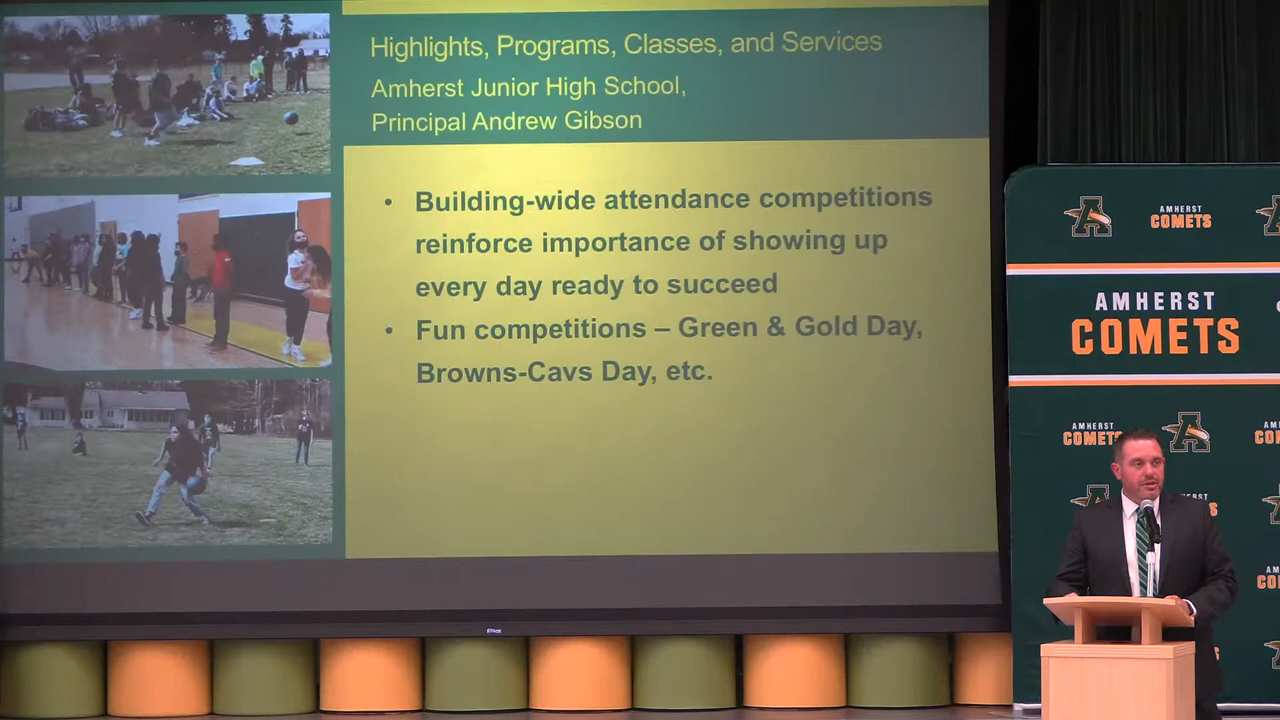 Highlights, Programs, Classes, and Services
Amherst Junior High School,
Principal Andrew Gibson
• Building-wide attendance competitions
reinforce importance of showing up
every day ready to succeed
• Fun competitions – Green & Gold Day,
Browns-Cavs Day, etc.
A
AMHERST
COMETS
AMHERST
COMETS
AMHERST
COMETS
A